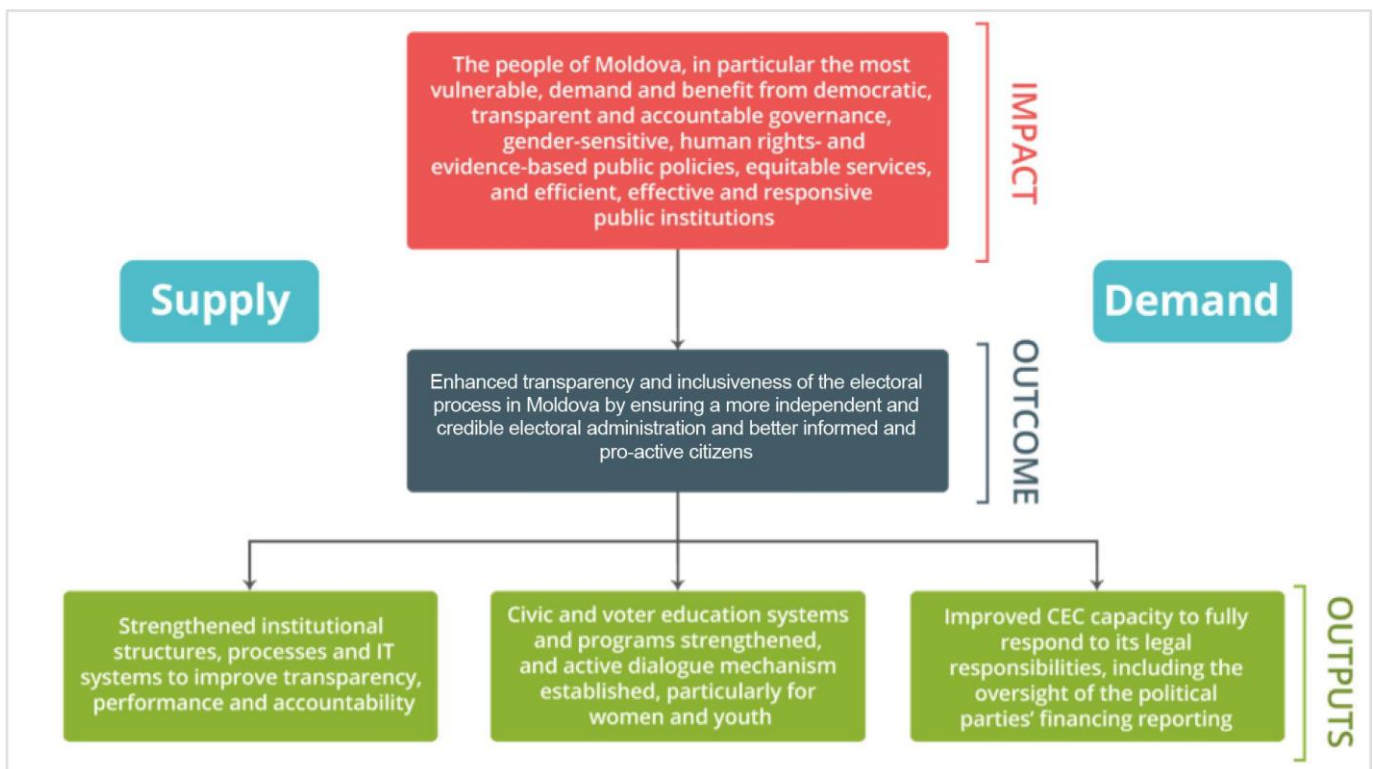 The people of Moldova, in particular the most
vulnerable, demand and benefit from democratic,
transparent and accountable governance,
gender-sensitive, human rights- and
evidence-based public policies, equitable services,
and efficient, effective and responsive
public institutions
IMPACT
Supply
Demand
Enhanced transparency and inclusiveness of the electoral
process in Moldova by ensuring a more independent and
credible electoral administration and better informed and
pro-active citizens
OUTCOME
Strengthened institutional
structures, processes and IT
systems to improve transparency,
performance and accountability
Civic and voter education systems
and programs strengthened,
and active dialogue mechanism
established, particularly for
women and youth
Improved CEC capacity to fully
respond to its legal
responsibilities, including the
oversight of the political
parties’ financing reporting
OUTPUTS